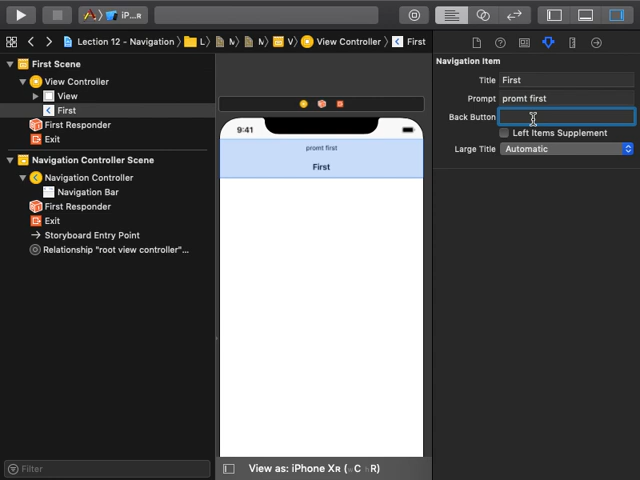 iP...R
Lection 12 - Navigation
L
M
M
V
View Controller
First
First Scene
View Controller
View
First
First Responder
Exit
Navigation Controller Scene
Navigation Controller
Navigation Bar
First Responder
Exit
Storyboard Entry Point
Relationship "root view controller"...
Filter
9:41
promt first
First
View as: iPhone XR (wC hR)
Navigation Item
Title First
Prompt promt first
Back Button
Left Items Supplement
Large Title Automatic